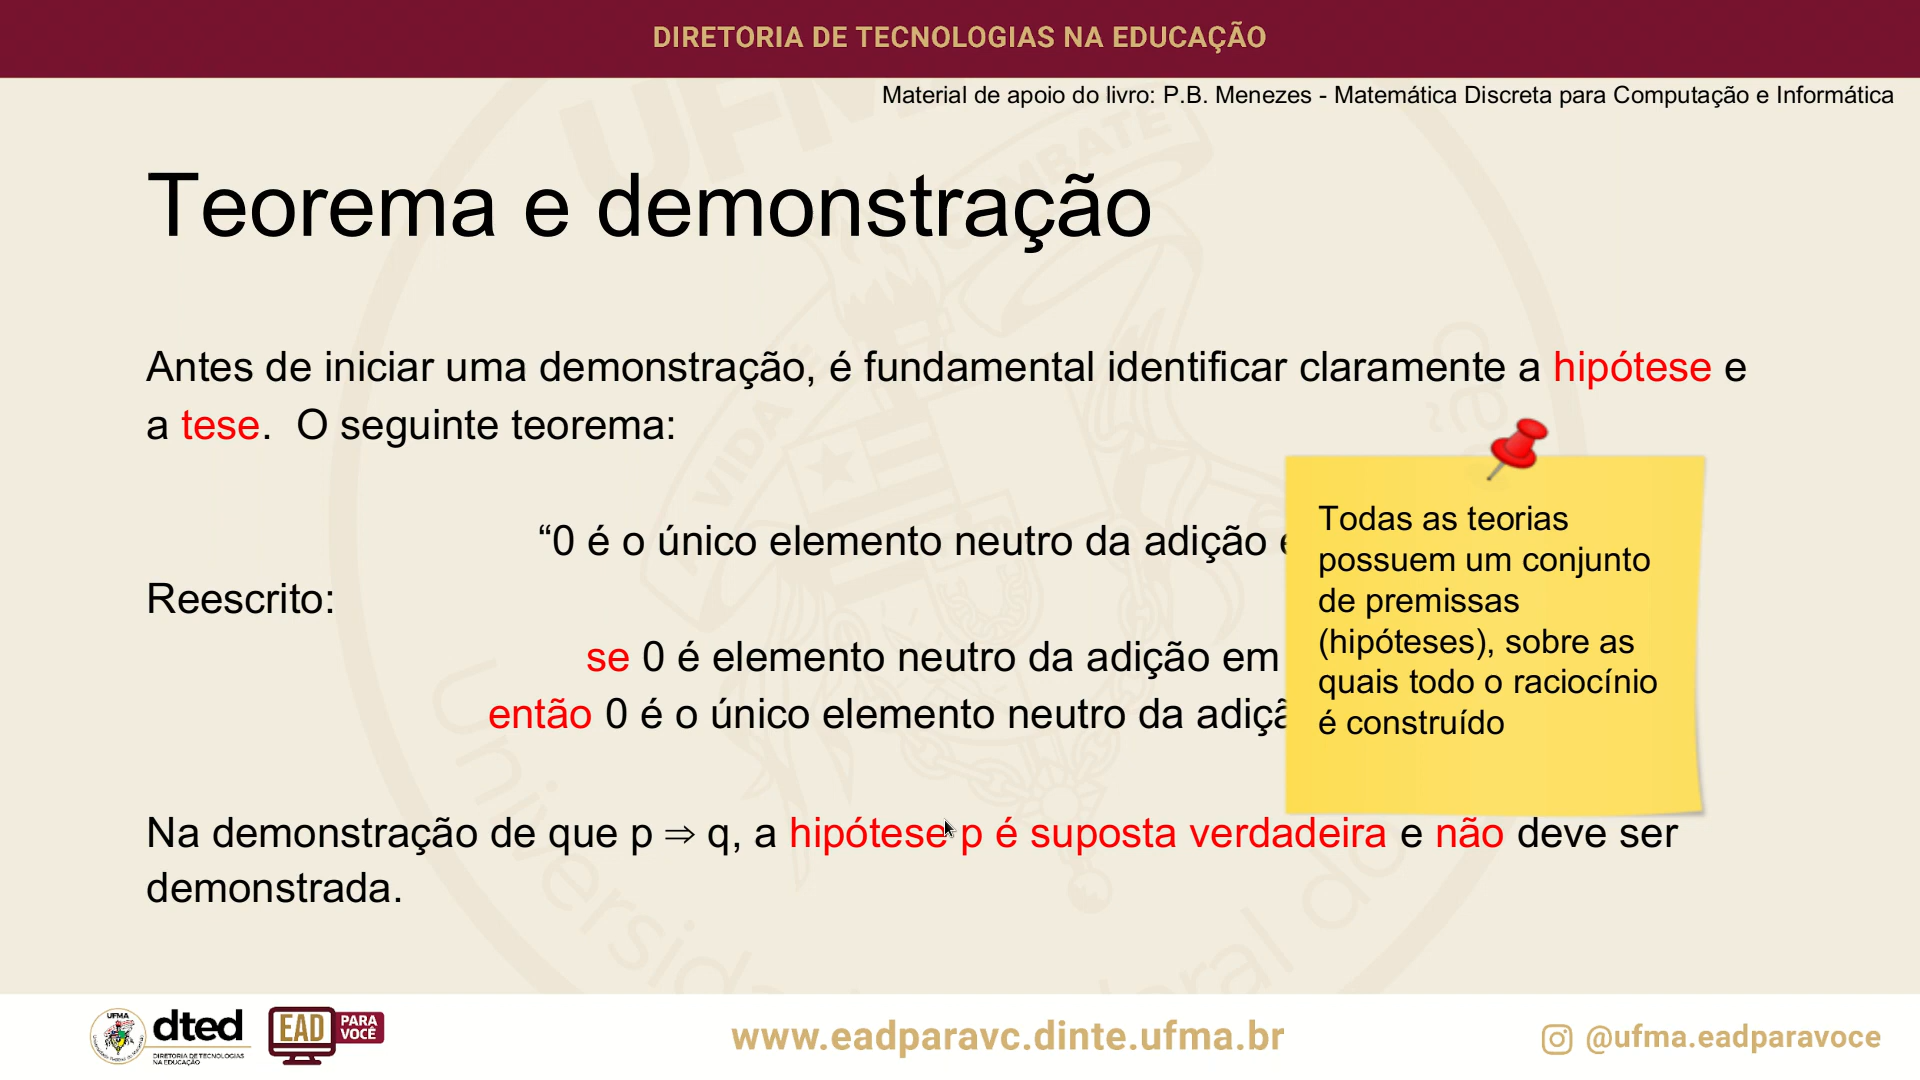 DIRETORIA DE TECNOLOGIAS NA EDUCAÇÃO
Material de apoio do livro: P.B. Menezes - Matemática Discreta para Computação e Informática
Teorema e demonstração
Antes de iniciar uma demonstração, é fundamental identificar claramente a hipótese e
a tese. O seguinte teorema:
“0 é o único elemento neutro da adição
Reescrito:
se 0 é elemento neutro da adição em
então 0 é o único elemento neutro da
Todas as teorias
possuem um conjunto
de premissas
(hipóteses), sobre as
quais todo o raciocínio
é construído
Na demonstração de que p ⇒ q, a hipótese p é suposta verdadeira e não deve ser
demonstrada.
UFMA
dted
DIRETORIA DE TECNOLOGIAS
NA EDUCAÇÃO
EAD
PARA
VOCÊ
www.eadparavc.dinte.ufma.br
@ufma.eadparavoce